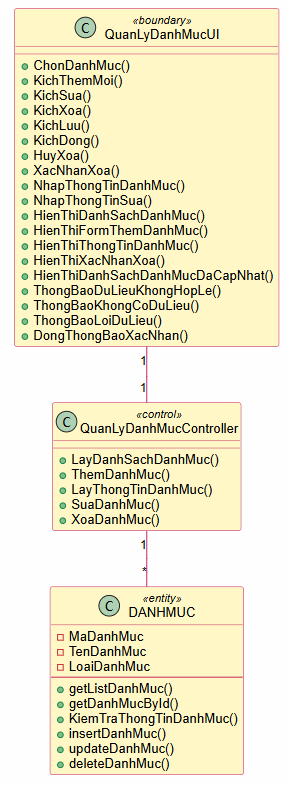 «boundary»
C QuanLyDanhMucUI
ChonDanhMuc()
KichThemMoi()
KichSua()
KichXoa()
KichLuu()
KichDong()
HuyXoa()
XacNhanXoa()
NhapThongTinDanhMuc()
NhapThongTinSua()
HienThiDanhSachDanhMuc()
HienThiFormThemDanhMuc()
HienThiThongTinDanhMuc()
HienThiXacNhanXoa()
HienThiDanhSachDanhMucDaCapNhat()
ThongBaoDuLieuKhongHopLe()
ThongBaoKhongCoDuLieu()
ThongBaoLoiDuLieu()
DongThongBaoXacNhan()
1
1
«control»
C QuanLyDanhMucController
LayDanhSachDanhMuc()
ThemDanhMuc()
LayThongTinDanhMuc()
SuaDanhMuc()
XoaDanhMuc()
1
*
«entity»
C DANHMUC
MaDanhMuc
TenDanhMuc
LoaiDanhMuc
getListDanhMuc()
getDanhMucById()
KiemTraThongTinDanhMuc()
insertDanhMuc()
updateDanhMuc()
deleteDanhMuc()